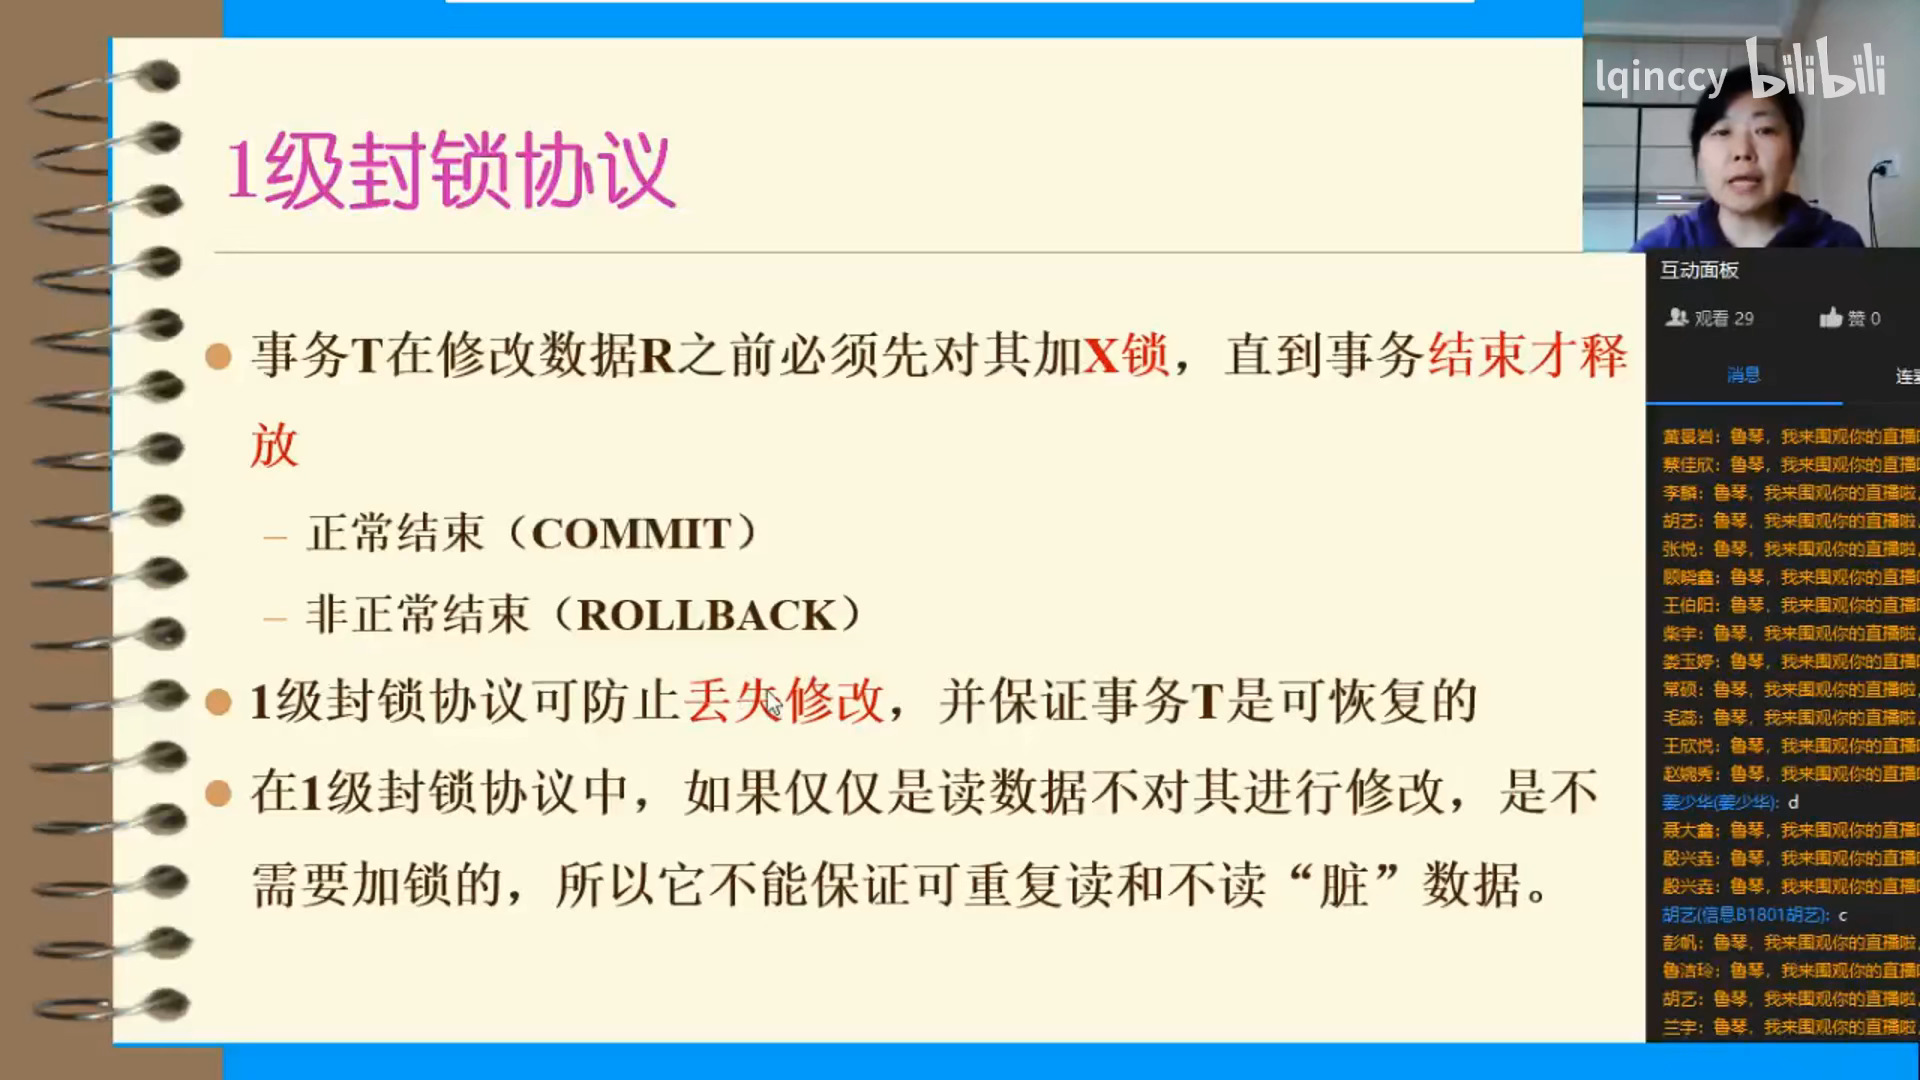 1级封锁协议
事务T在修改数据R之前必须先对其加X锁，直到事务结束才释
放
– 正常结束（COMMIT）
– 非正常结束（ROLLBACK）
1级封锁协议可防止丢失修改，并保证事务T是可恢复的
在1级封锁协议中，如果仅仅是读数据不对其进行修改，是不
需要加锁的，所以它不能保证可重复读和不读“脏”数据。
lqinccy bilibili
互动面板
观看 29 赞 0
消息 连麦
黄曼岩：鲁琴，我来围观你的直播啦
蔡佳欣：鲁琴，我来围观你的直播啦
李麟：鲁琴，我来围观你的直播啦
胡艺：鲁琴，我来围观你的直播啦
张悦：鲁琴，我来围观你的直播啦
顾晓鑫：鲁琴，我来围观你的直播啦
王伯阳：鲁琴，我来围观你的直播啦
柴宇：鲁琴，我来围观你的直播啦
娄玉婷：鲁琴，我来围观你的直播啦
常硕：鲁琴，我来围观你的直播啦
毛蕊：鲁琴，我来围观你的直播啦
王欣悦：鲁琴，我来围观你的直播啦
赵婉秀：鲁琴，我来围观你的直播啦
姜少华(姜少华)：d
聂大鑫：鲁琴，我来围观你的直播啦
殷兴垚：鲁琴，我来围观你的直播啦
殷兴垚：鲁琴，我来围观你的直播啦
胡艺(信息B1801胡艺)：c
彭帆：鲁琴，我来围观你的直播啦
鲁洁玲：鲁琴，我来围观你的直播啦
胡艺：鲁琴，我来围观你的直播啦
兰宇：鲁琴，我来围观你的直播啦